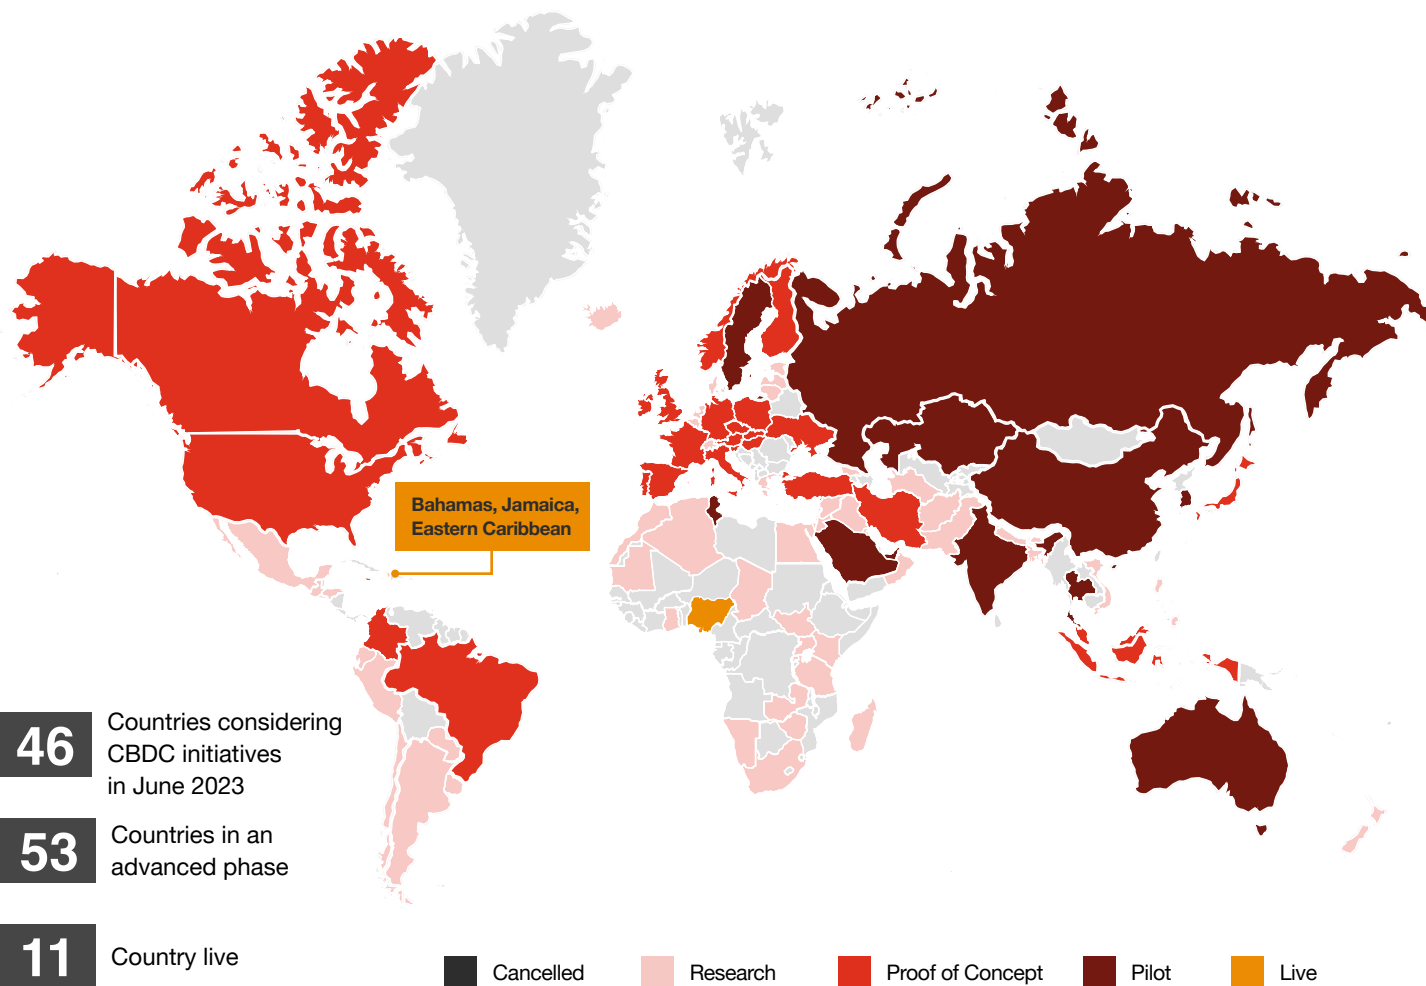 Bahamas, Jamaica,
Eastern Caribbean
46
Countries considering
CBDC initiatives
in June 2023
53
Countries in an
advanced phase
11
Country live
Cancelled
Research
Proof of Concept
Pilot
Live